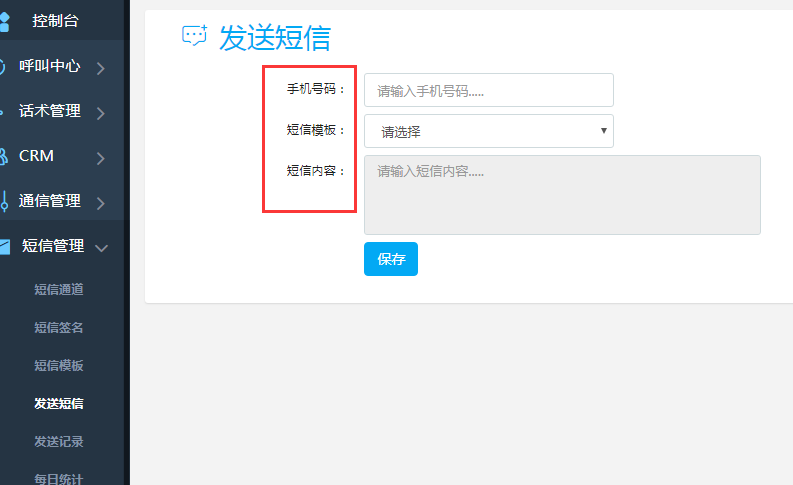 控制台
呼叫中心
话术管理
CRM
通信管理
短信管理
短信通道
短信签名
短信模板
发送短信
发送记录
每日统计
发送短信
手机号码：
请输入手机号码.....
短信模板：
请选择
短信内容：
请输入短信内容.....
保存